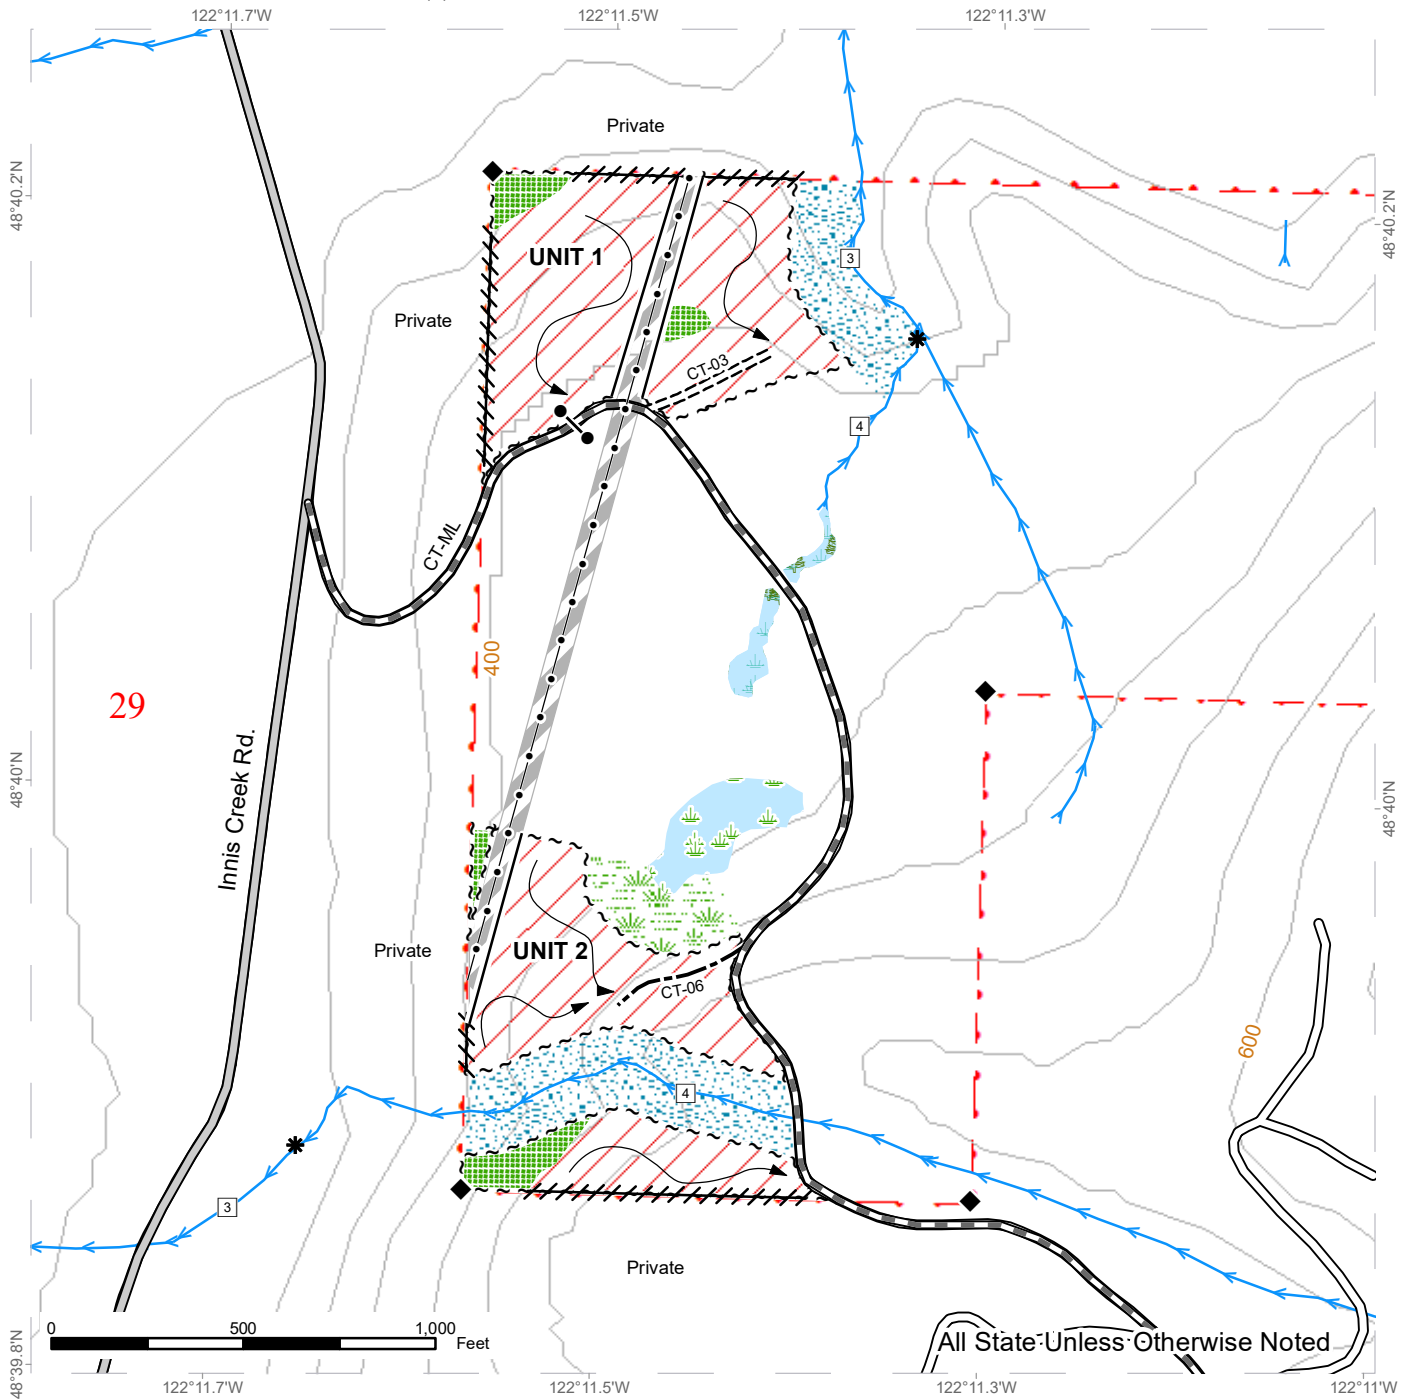 122°11.7'W
122°11.5'W
122°11.3'W
48°40.2'N
48°40.2'N
Private
3
UNIT 1
Private
CT-03
4
CT-ML
400
29
Innis Creek Rd.
48°40'N
48°40'N
Private
UNIT 2
CT-06
600
4
3
Private
0
500
1,000
Feet
All State Unless Otherwise Noted
48°39.8'N
122°11.7'W
122°11.5'W
122°11.3'W
122°11'W